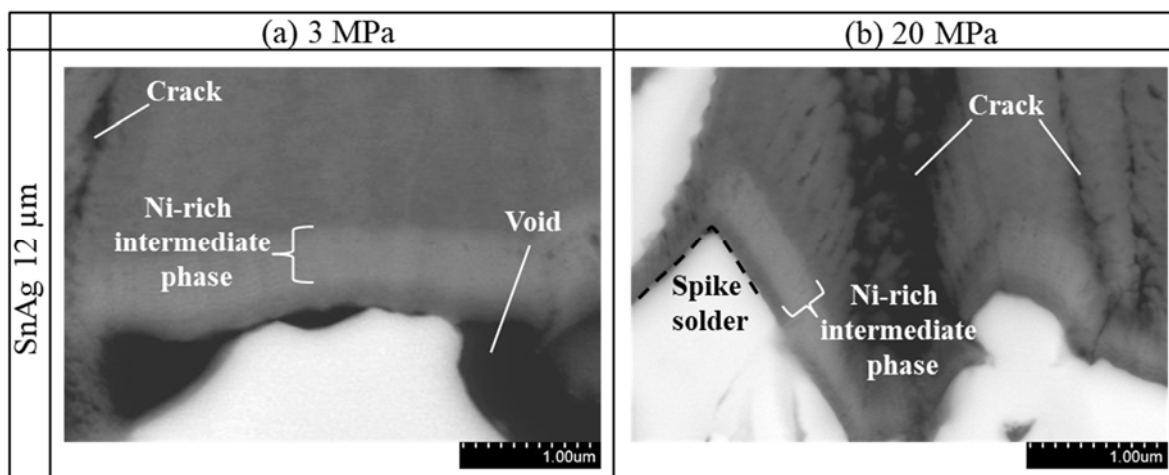 (a) 3 MPa
(b) 20 MPa
SnAg 12 μm
Crack
Ni-rich
intermediate
phase
Void
1.00um
Crack
Spike
solder
Ni-rich
intermediate
phase
1.00um